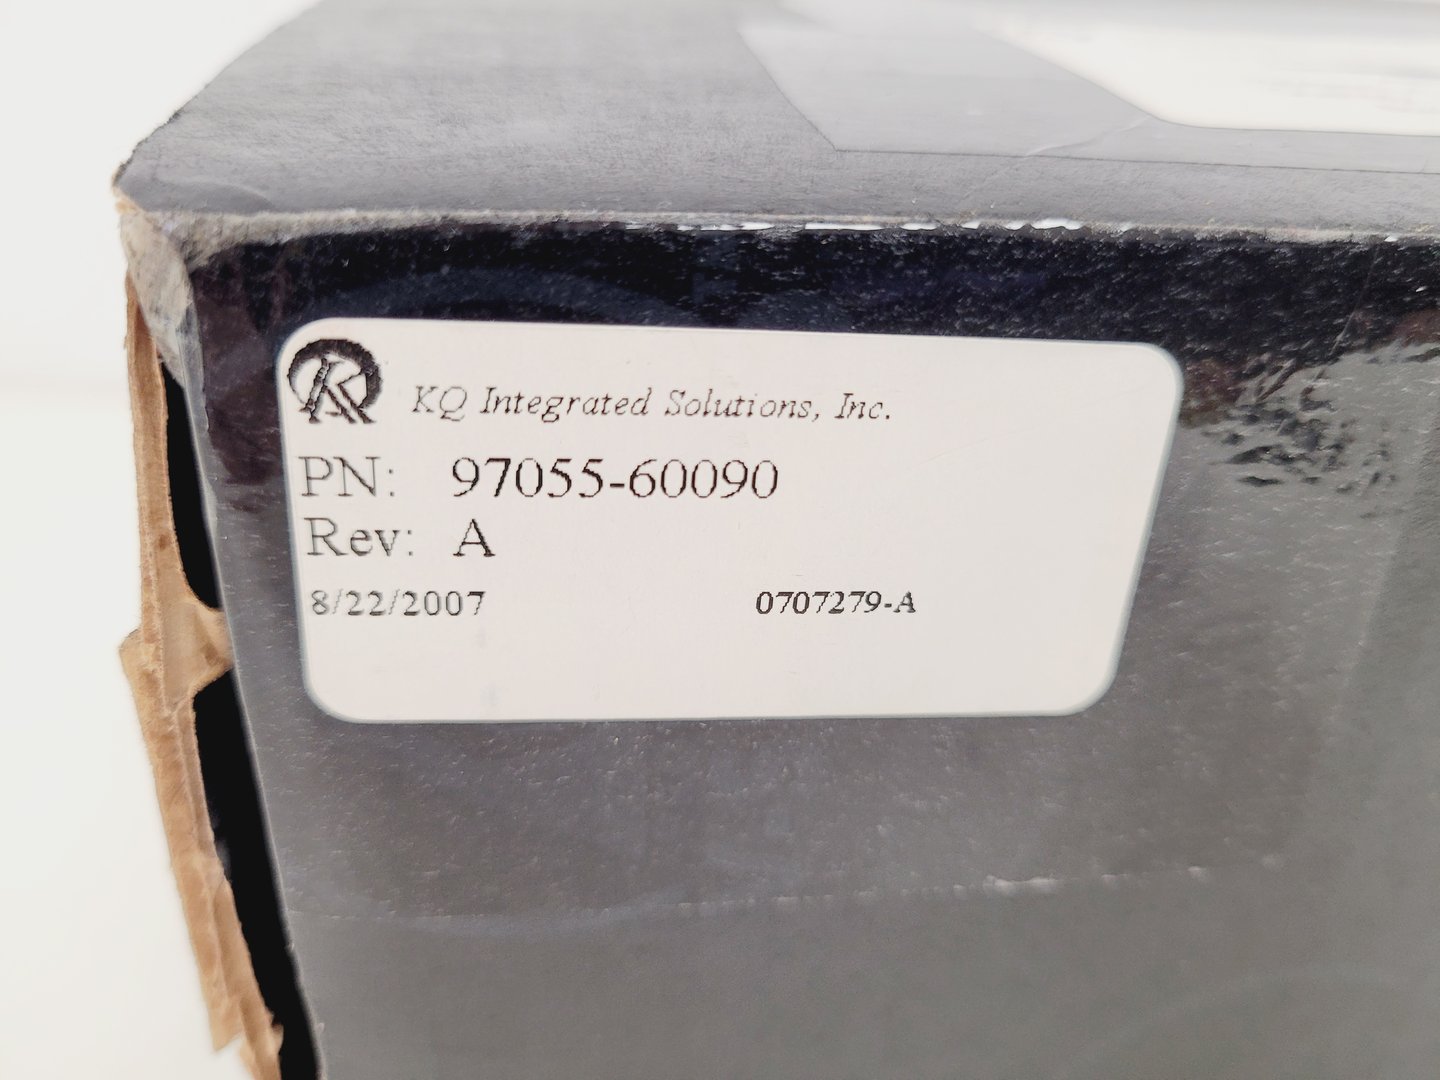 KQ Integrated Solutions, Inc.
PN: 97055-60090
Rev: A
8/22/2007 0707279-A